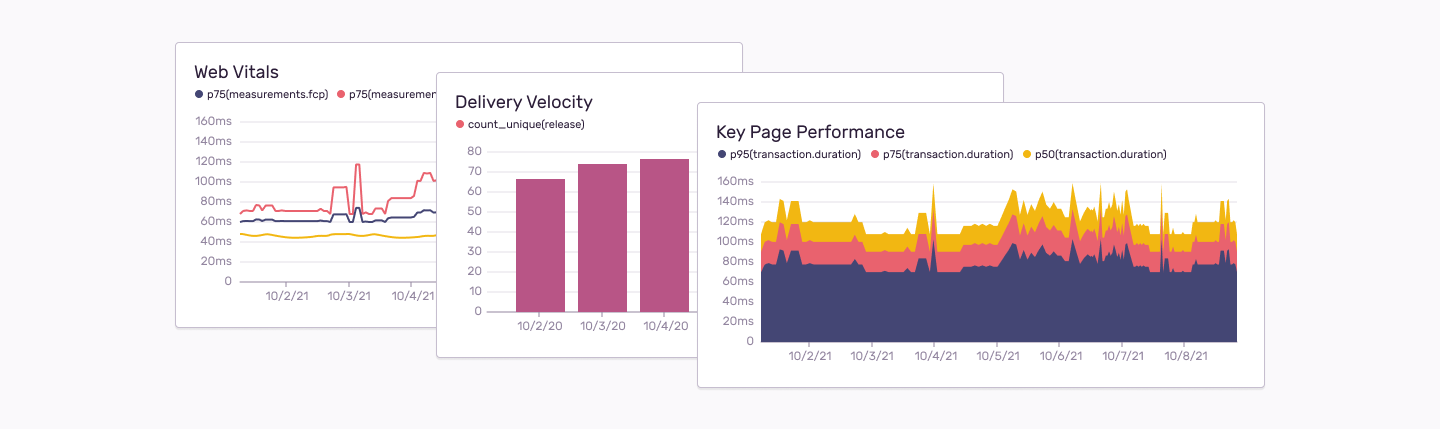 Web Vitals
p75(measurements.fcp) p75(measuremen
160ms
140ms
120ms
100ms
80ms
60ms
40ms
20ms
0
10/2/21 10/3/21 10/4/21
Delivery Velocity
count_unique(release)
80
70
60
50
40
30
20
10
0
10/2/20 10/3/20 10/4/20
Key Page Performance
p95(transaction.duration) p75(transaction.duration) p50(transaction.duration)
160ms
140ms
120ms
100ms
80ms
60ms
40ms
20ms
0
10/2/21 10/3/21 10/4/21 10/5/21 10/6/21 10/7/21 10/8/21